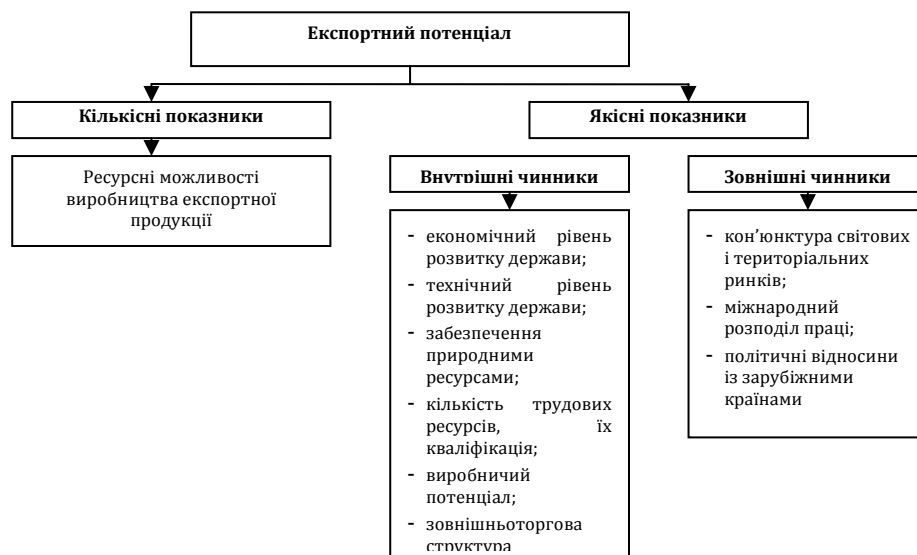 Експортний потенціал
Кількісні показники
Якісні показники
Ресурсні можливості
виробництва експортної
продукції
Внутрішні чинники
Зовнішні чинники
- економічний рівень
розвитку держави;
- технічний рівень
розвитку держави;
- забезпечення
природними
ресурсами;
- кількість трудових
ресурсів, їх
кваліфікація;
- виробничий
потенціал;
- зовнішньоторгова
структура
- кон’юнктура світових
і територіальних
ринків;
- міжнародний
розподіл праці;
- політичні відносини
із зарубіжними
країнами